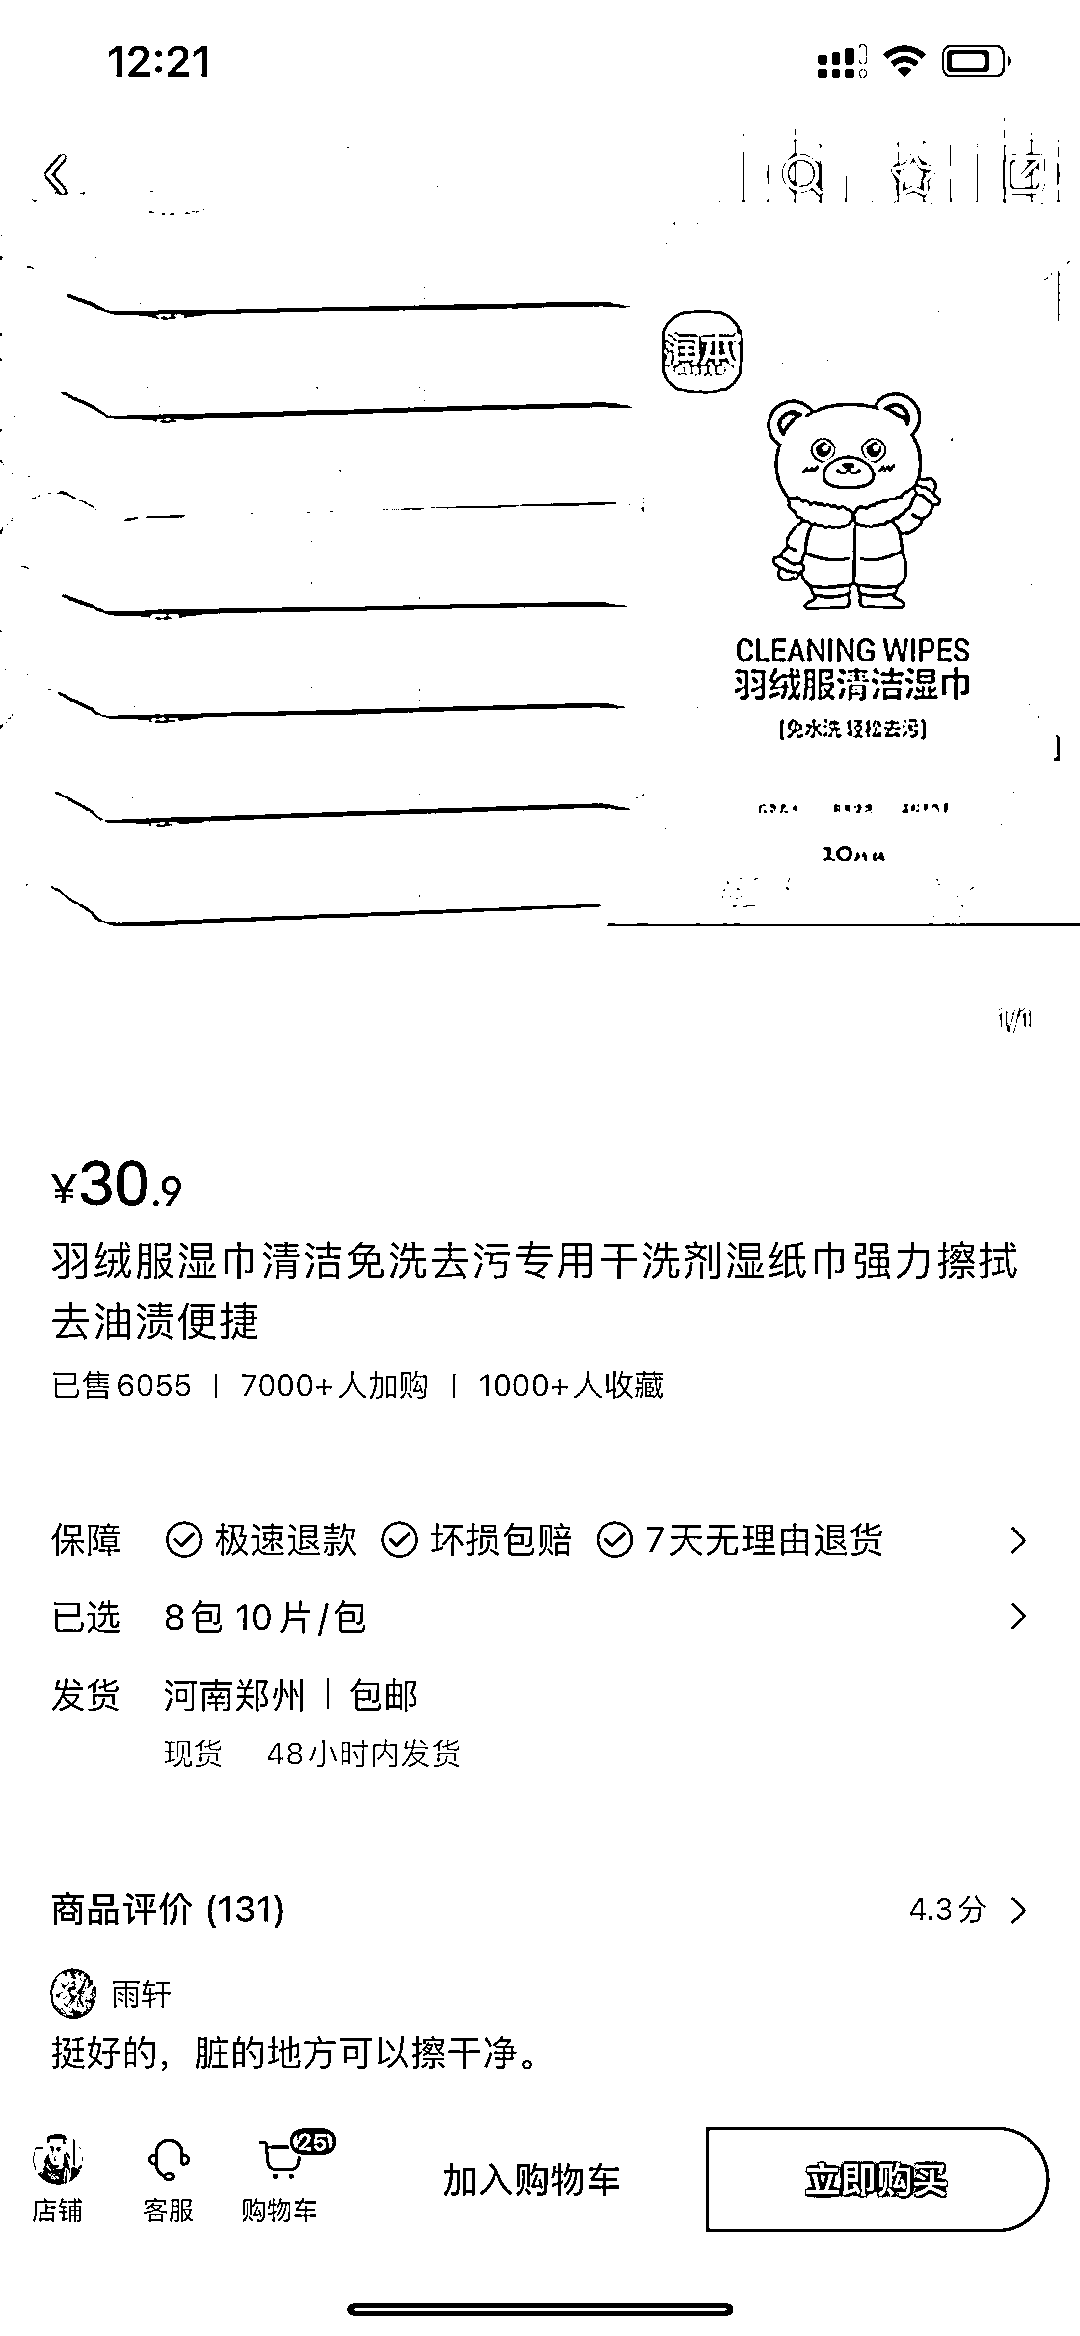 12:21
润本
CLEANING WIPES
羽绒服清洁湿巾
[免水洗 轻松去污]
¥30.9
羽绒服湿巾清洁免洗去污专用干洗剂湿纸巾强力擦拭
去油渍便捷
已售6055 | 7000+人加购 | 1000+人收藏
保障 极速退款 坏损包赔 7天无理由退货
已选 8包 10片/包
发货 河南郑州 | 包邮
现货 48小时内发货
商品评价 (131) 4.3分
雨轩
挺好的，脏的地方可以擦干净。
25
店铺 客服 购物车 加入购物车 立即购买